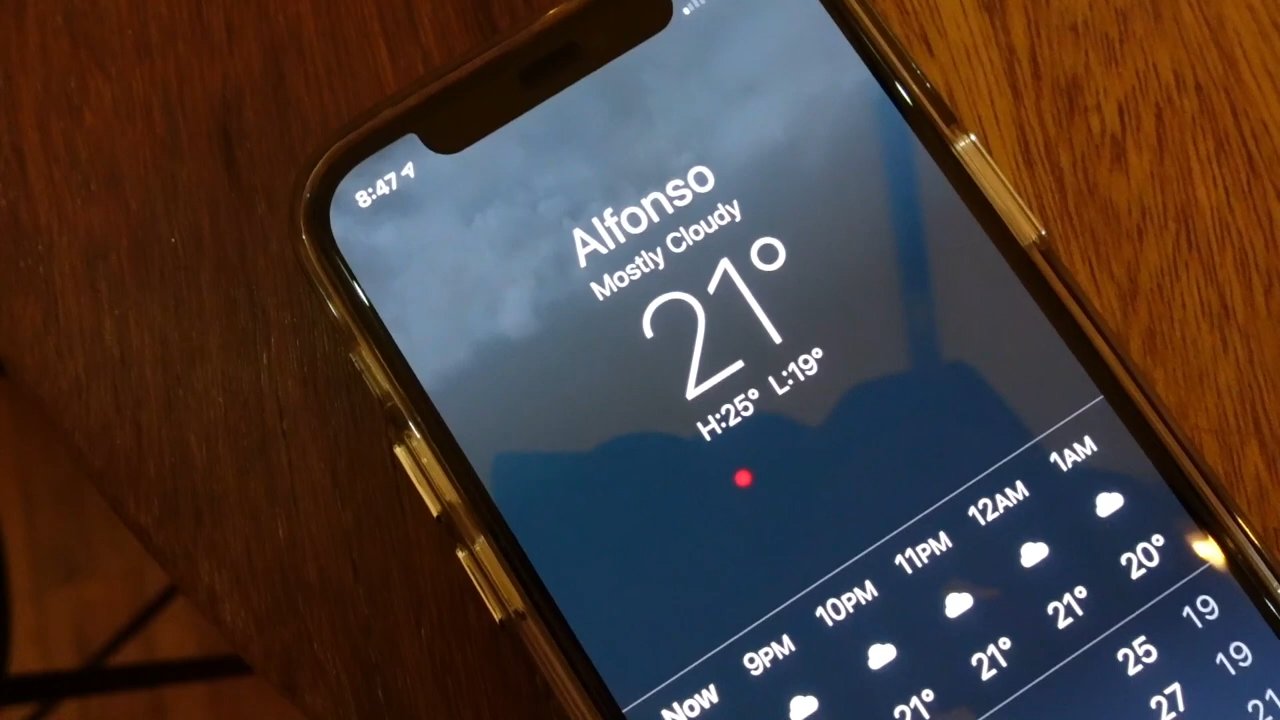 8:47
Alfonso
Mostly Cloudy
21°
H:25° L:19°
Now 9PM 10PM 11PM 12AM 1AM
21° 21° 21° 20°
25 19
27 19
21